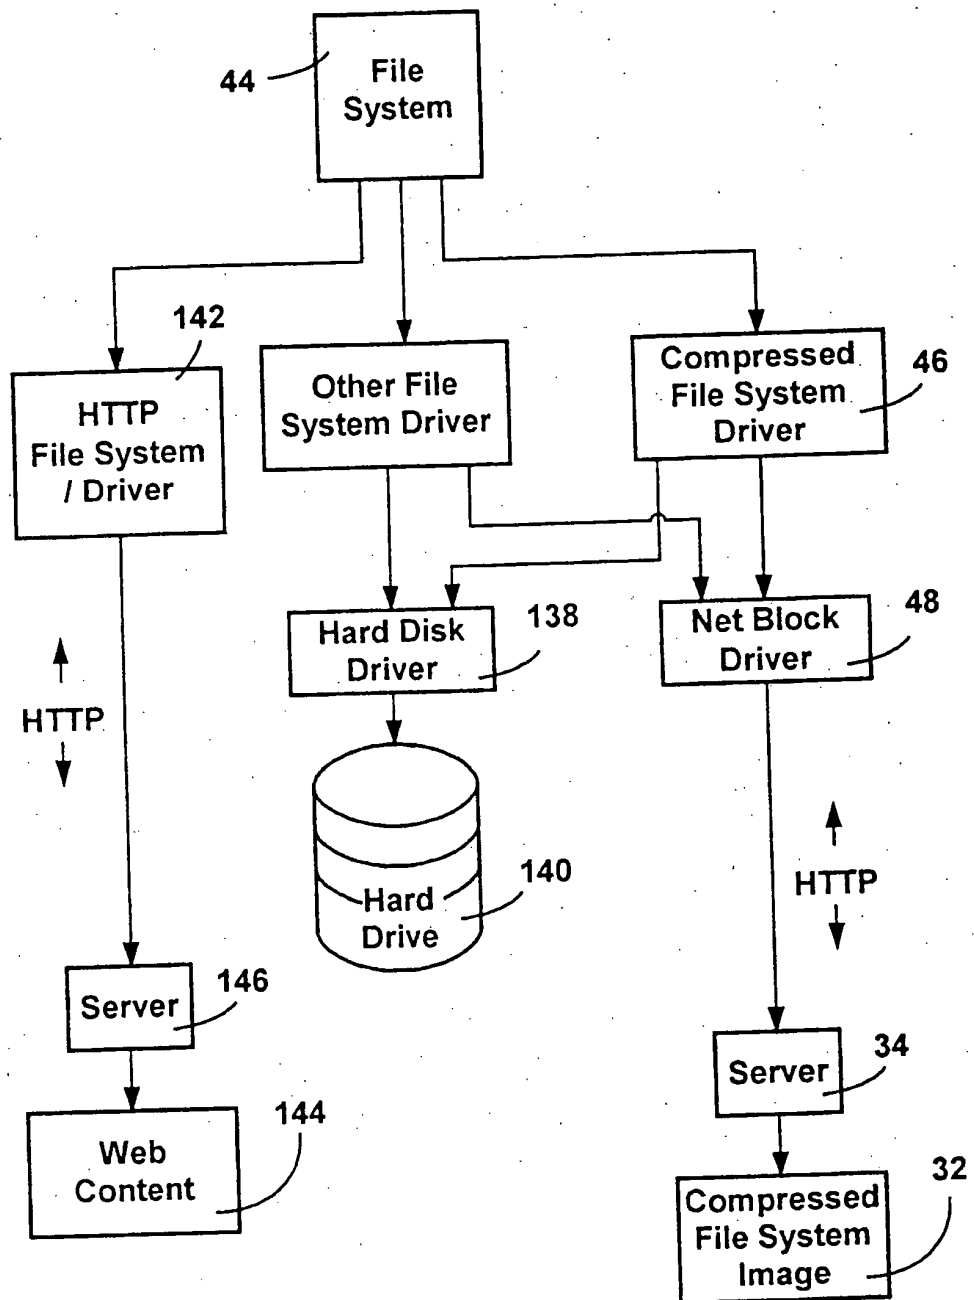 44
File
System
142
HTTP
File System
/ Driver
Other File
System Driver
Compressed
File System
Driver
46
Hard Disk
Driver
138
Net Block
Driver
48
HTTP
Hard
Drive
140
HTTP
Server
146
Server
34
Web
Content
144
Compressed
File System
Image
32